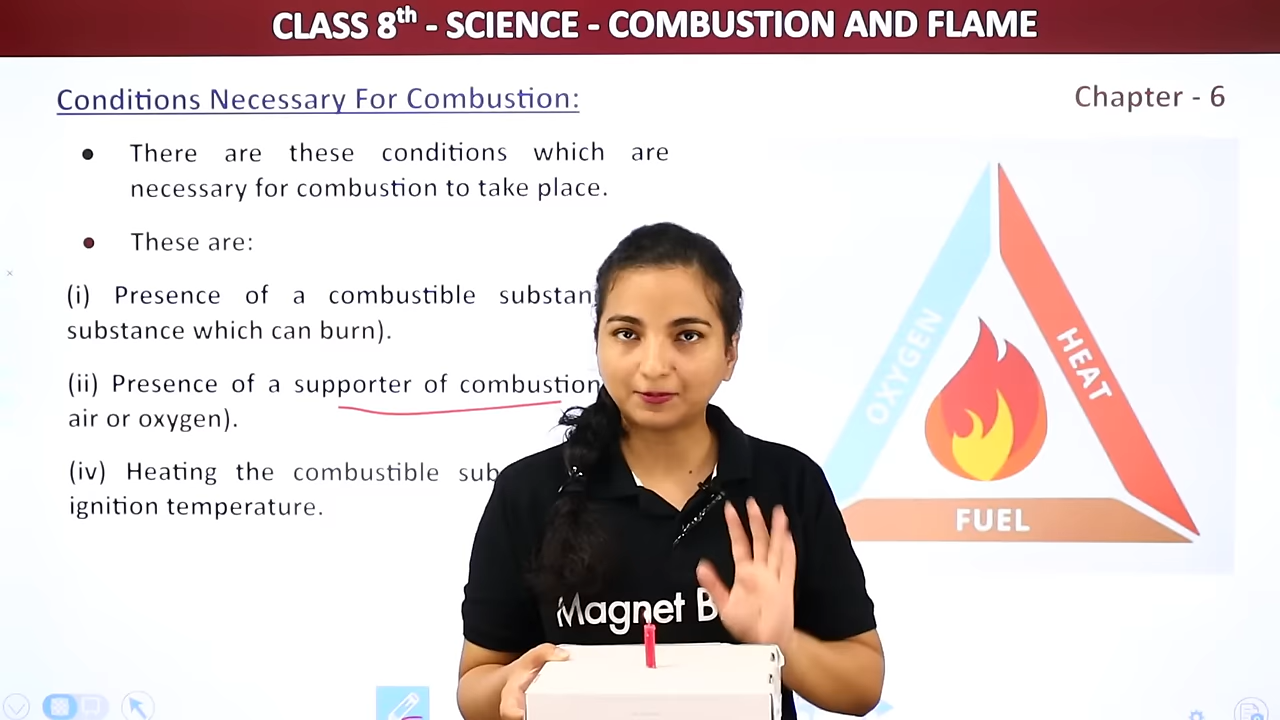 CLASS 8th - SCIENCE - COMBUSTION AND FLAME
Conditions Necessary For Combustion:
Chapter - 6
There are these conditions which are
necessary for combustion to take place.
These are:
(i) Presence of a combustible
substance which can burn).
(ii) Presence of a supporter of combustion
air or oxygen).
(iv) Heating the combustible
ignition temperature.
OXYGEN
HEAT
FUEL
Magnet